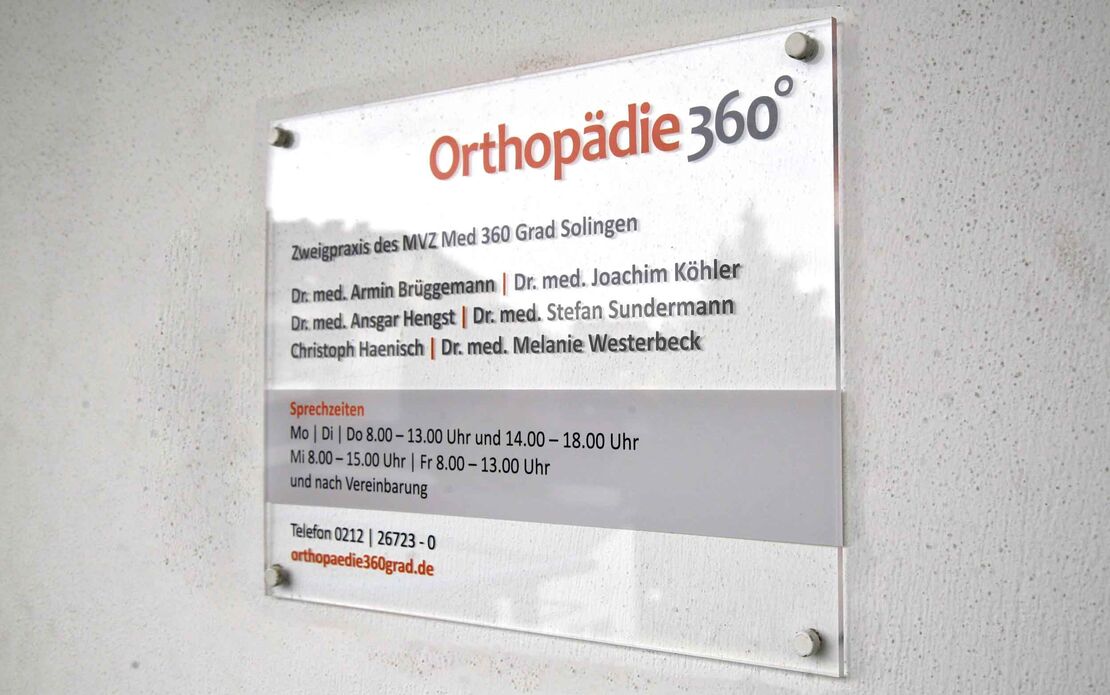 Orthopädie 360°
Zweigpraxis des MVZ Med 360 Grad Solingen
Dr. med. Armin Brüggemann | Dr. med. Joachim Köhler
Dr. med. Ansgar Hengst | Dr. med. Stefan Sundermann
Christoph Haenisch | Dr. med. Melanie Westerbeck
Sprechzeiten
Mo | Di | Do 8.00 – 13.00 Uhr und 14.00 – 18.00 Uhr
Mi 8.00 – 15.00 Uhr | Fr 8.00 – 13.00 Uhr
und nach Vereinbarung
Telefon 0212 | 26723 - 0
orthopaedie360grad.de